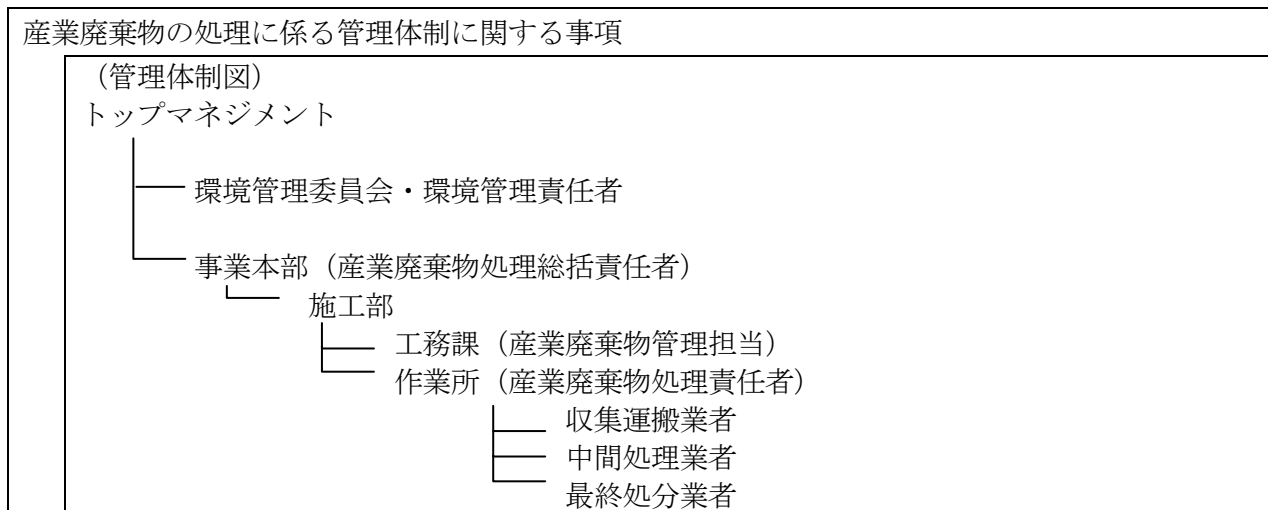 産業廃棄物の処理に係る管理体制に関する事項
（管理体制図）
トップマネジメント
環境管理委員会・環境管理責任者
事業本部（産業廃棄物処理総括責任者）
施工部
工務課（産業廃棄物管理担当）
作業所（産業廃棄物処理責任者）
収集運搬業者
中間処理業者
最終処分業者